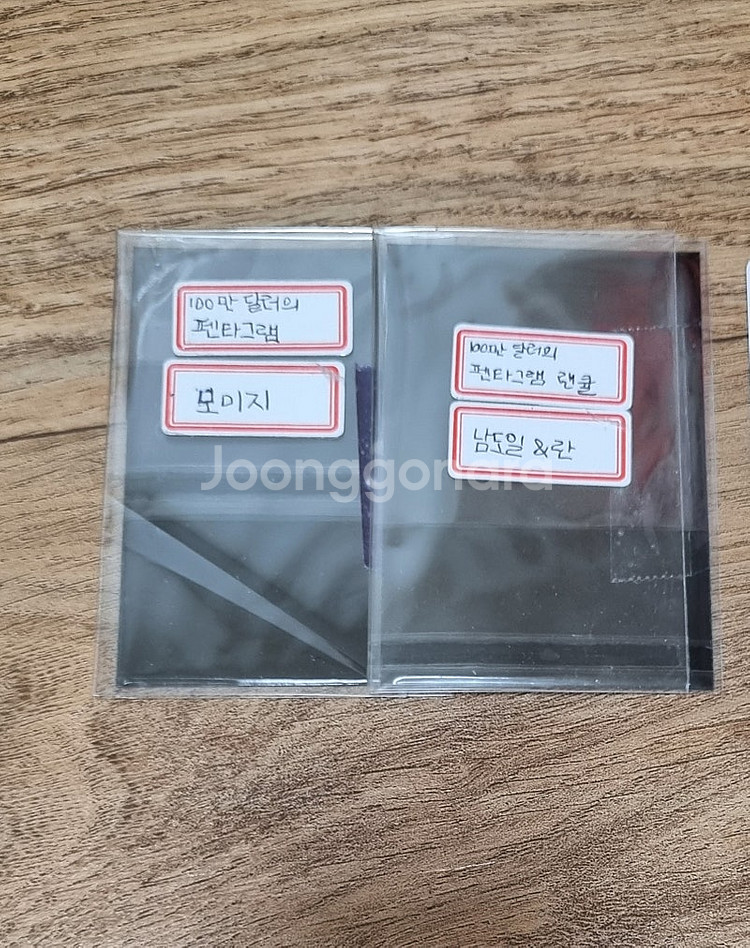 100만 달러의
펜타그램
모미지
100만 달러의
펜타그램 랜쿨
남도일 & 란
Joonggonara